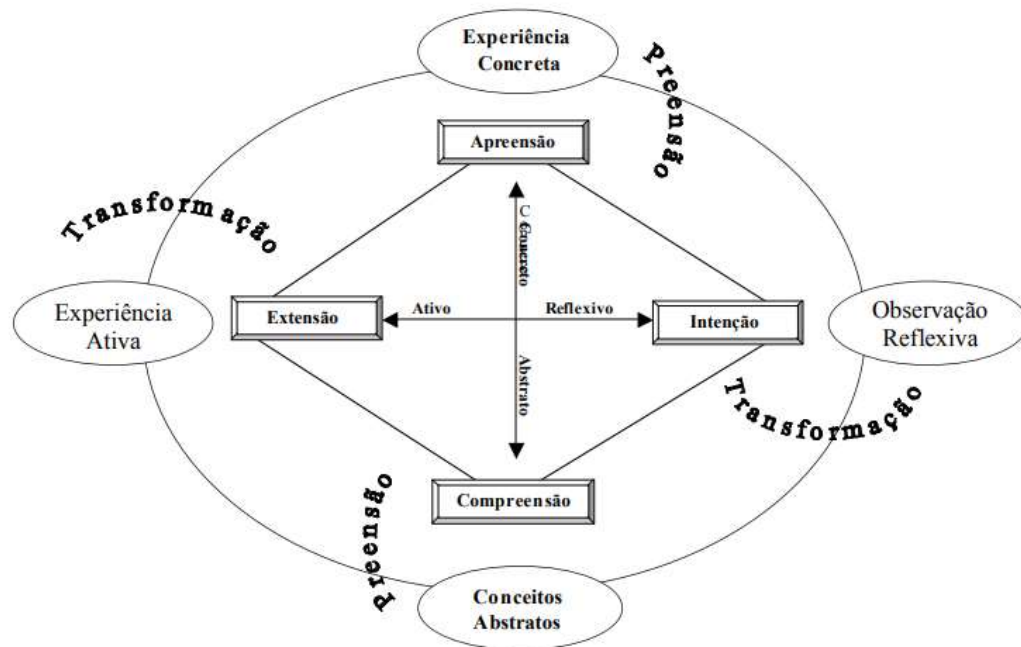 Experiência
Concreta
Preensão
Apreensão
Transformação
Concreto
Experiência
Ativa
Extensão
Ativo
Reflexivo
Intenção
Observação
Reflexiva
Abstrato
Transformação
Preensão
Compreensão
Conceitos
Abstratos